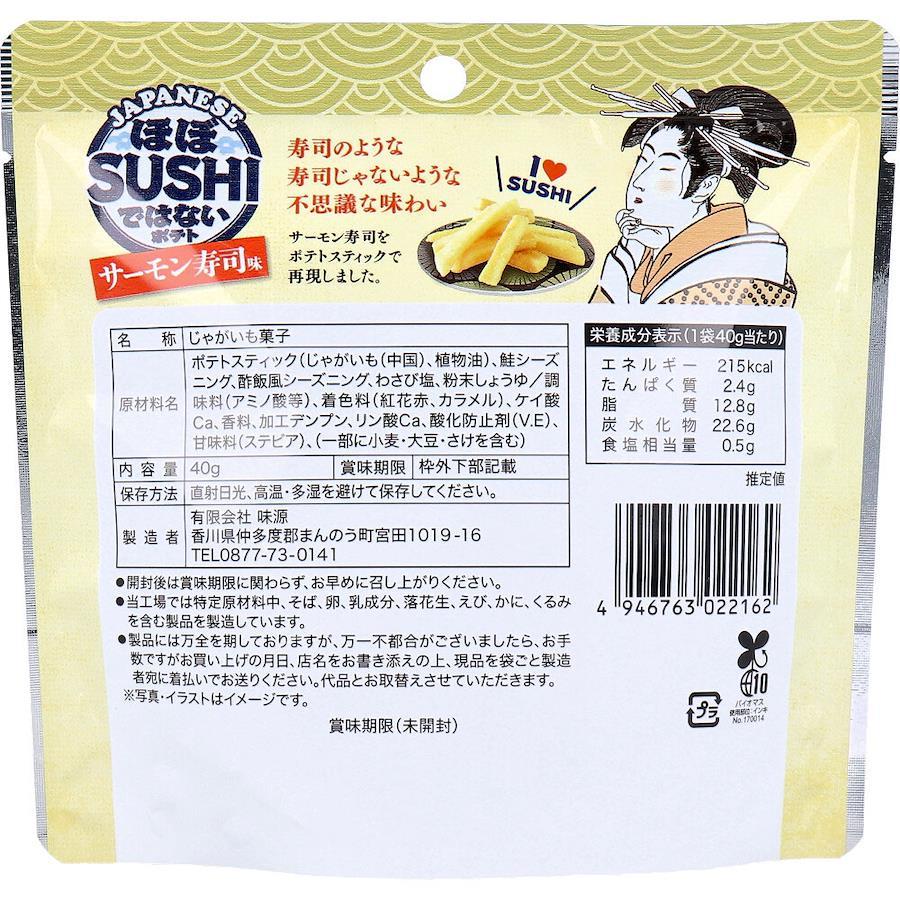 JAPANESE
ほぼ
SUSHI
ではない
ポテト
サーモン寿司味
寿司のような
寿司じゃないような
不思議な味わい
サーモン寿司を
ポテトスティックで
再現しました。
I♥
SUSHI
名 称 じゃがいも菓子
原材料名 ポテトスティック(じゃがいも(中国)、植物油)、鮭シーズ
ニング、酢飯風シーズニング、わさび塩、粉末しょうゆ/調
味料(アミノ酸等)、着色料(紅花赤、カラメル)、ケイ酸
Ca、香料、加工デンプン、リン酸Ca、酸化防止剤(V.E)、
甘味料(ステビア)、(一部に小麦・大豆・さけを含む)
内容量 40g 賞味期限 枠外下部記載
保存方法 直射日光、高温・多湿を避けて保存してください。
製造者 有限会社 味源
香川県仲多度郡まんのう町宮田1019-16
TEL0877-73-0141
●開封後は賞味期限に関わらず、お早めに召し上がりください。
●当工場では特定原材料中、そば、卵、乳成分、落花生、えび、かに、くるみ
を含む製品を製造しています。
●製品には万全を期しておりますが、万一不都合がございましたら、お手
数ですがお買い上げの月日、店名をお書き添えの上、現品を袋ごと製造
者宛に着払いでお送りください。代品とお取替えさせていただきます。
※写真・イラストはイメージです。
賞味期限(未開封)
栄養成分表示(1袋40g当たり)
エネルギー 215kcal
たんぱく質 2.4g
脂質 12.8g
炭水化物 22.6g
食塩相当量 0.5g
推定値
4 946763 022162
10
バイオマス
使用部位:インキ
No.170014
プラ